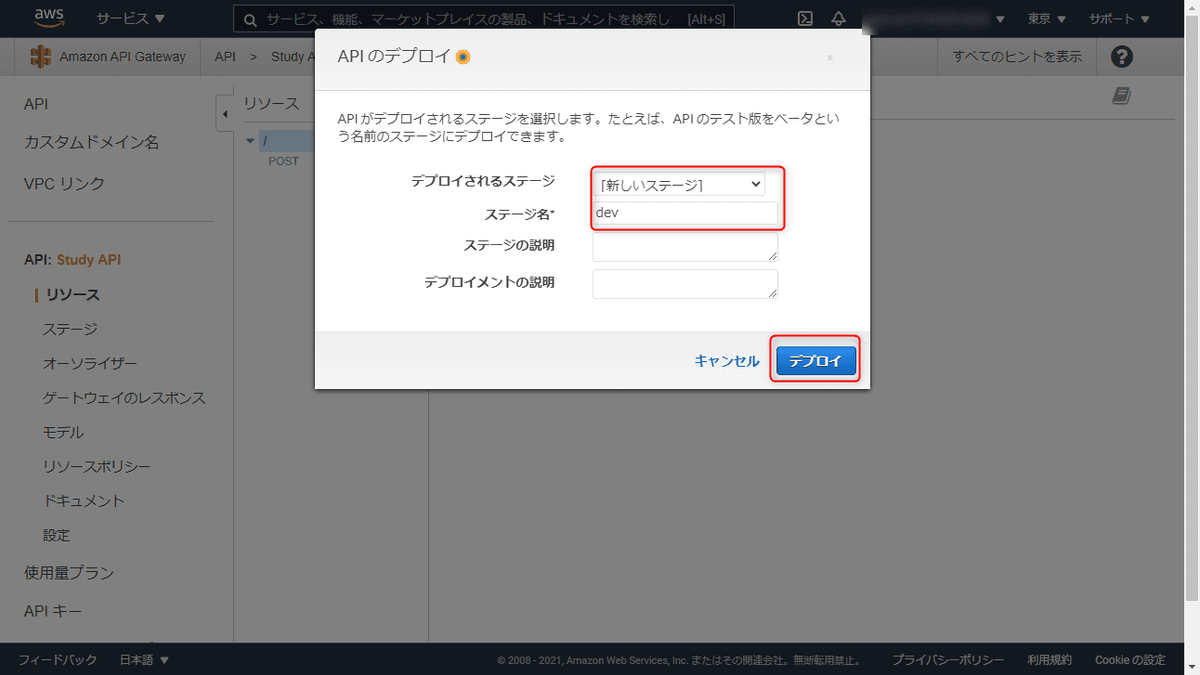 aws サービス ▼ サービス、機能、マーケットプレイスの製品、ドキュメントを検索し [Alt+S] 東京 ▼ サポート ▼
Amazon API Gateway API > Study A すべてのヒントを表示 ?
API のデプロイ ×
API がデプロイされるステージを選択します。たとえば、API のテスト版をベータとい
う名前のステージにデプロイできます。
デプロイされるステージ [新しいステージ]
ステージ名* dev
ステージの説明
デプロイメントの説明
キャンセル デプロイ
API
カスタムドメイン名
VPC リンク
API: Study API
リソース
ステージ
オーソライザー
ゲートウェイのレスポンス
モデル
リソースポリシー
ドキュメント
設定
使用量プラン
API キー
リソース
/
POST
フィードバック 日本語 ▼ © 2008 - 2021, Amazon Web Services, Inc. またはその関連会社。無断転用禁止。 プライバシーポリシー 利用規約 Cookie の設定